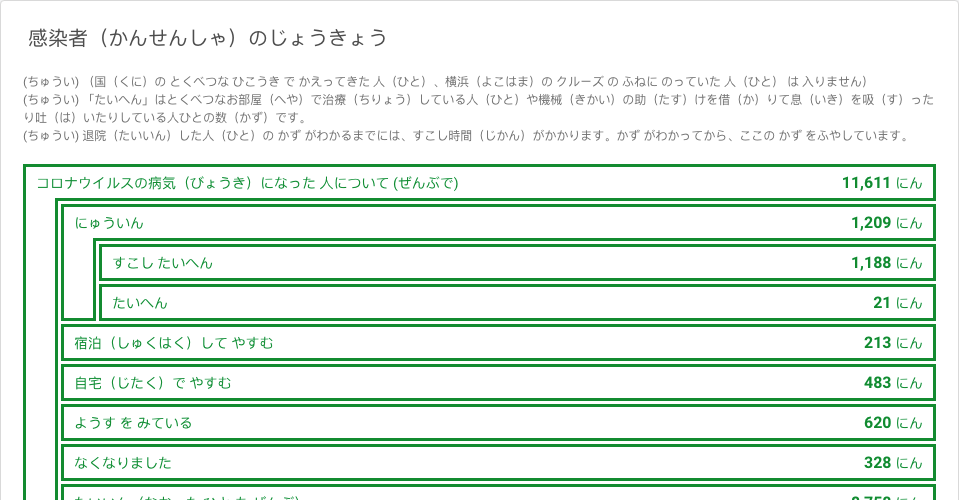 感染者（かんせんしゃ）のじょうきょう
(ちゅうい) （国（くに）の とくべつな ひこうき で かえってきた 人（ひと）、横浜（よこはま）の クルーズ の ふねに のっていた 人（ひと） は 入りません）
(ちゅうい) 「たいへん」はとくべつなお部屋（へや）で治療（ちりょう）している人（ひと）や機械（きかい）の助（たす）けを借（か）りて息（いき）を吸（す）った
り吐（は）いたりしている人ひとの数（かず）です。
(ちゅうい) 退院（たいいん）した人（ひと）の かず がわかるまでには、すこし時間（じかん）がかかります。かず がわかってから、ここの かず をふやしています。
コロナウイルスの病気（びょうき）になった 人について (ぜんぶで) 11,611 にん
にゅういん 1,209 にん
すこし たいへん 1,188 にん
たいへん 21 にん
宿泊（しゅくはく）して やすむ 213 にん
自宅（じたく）で やすむ 483 にん
ようす を みている 620 にん
なくなりました 328 にん